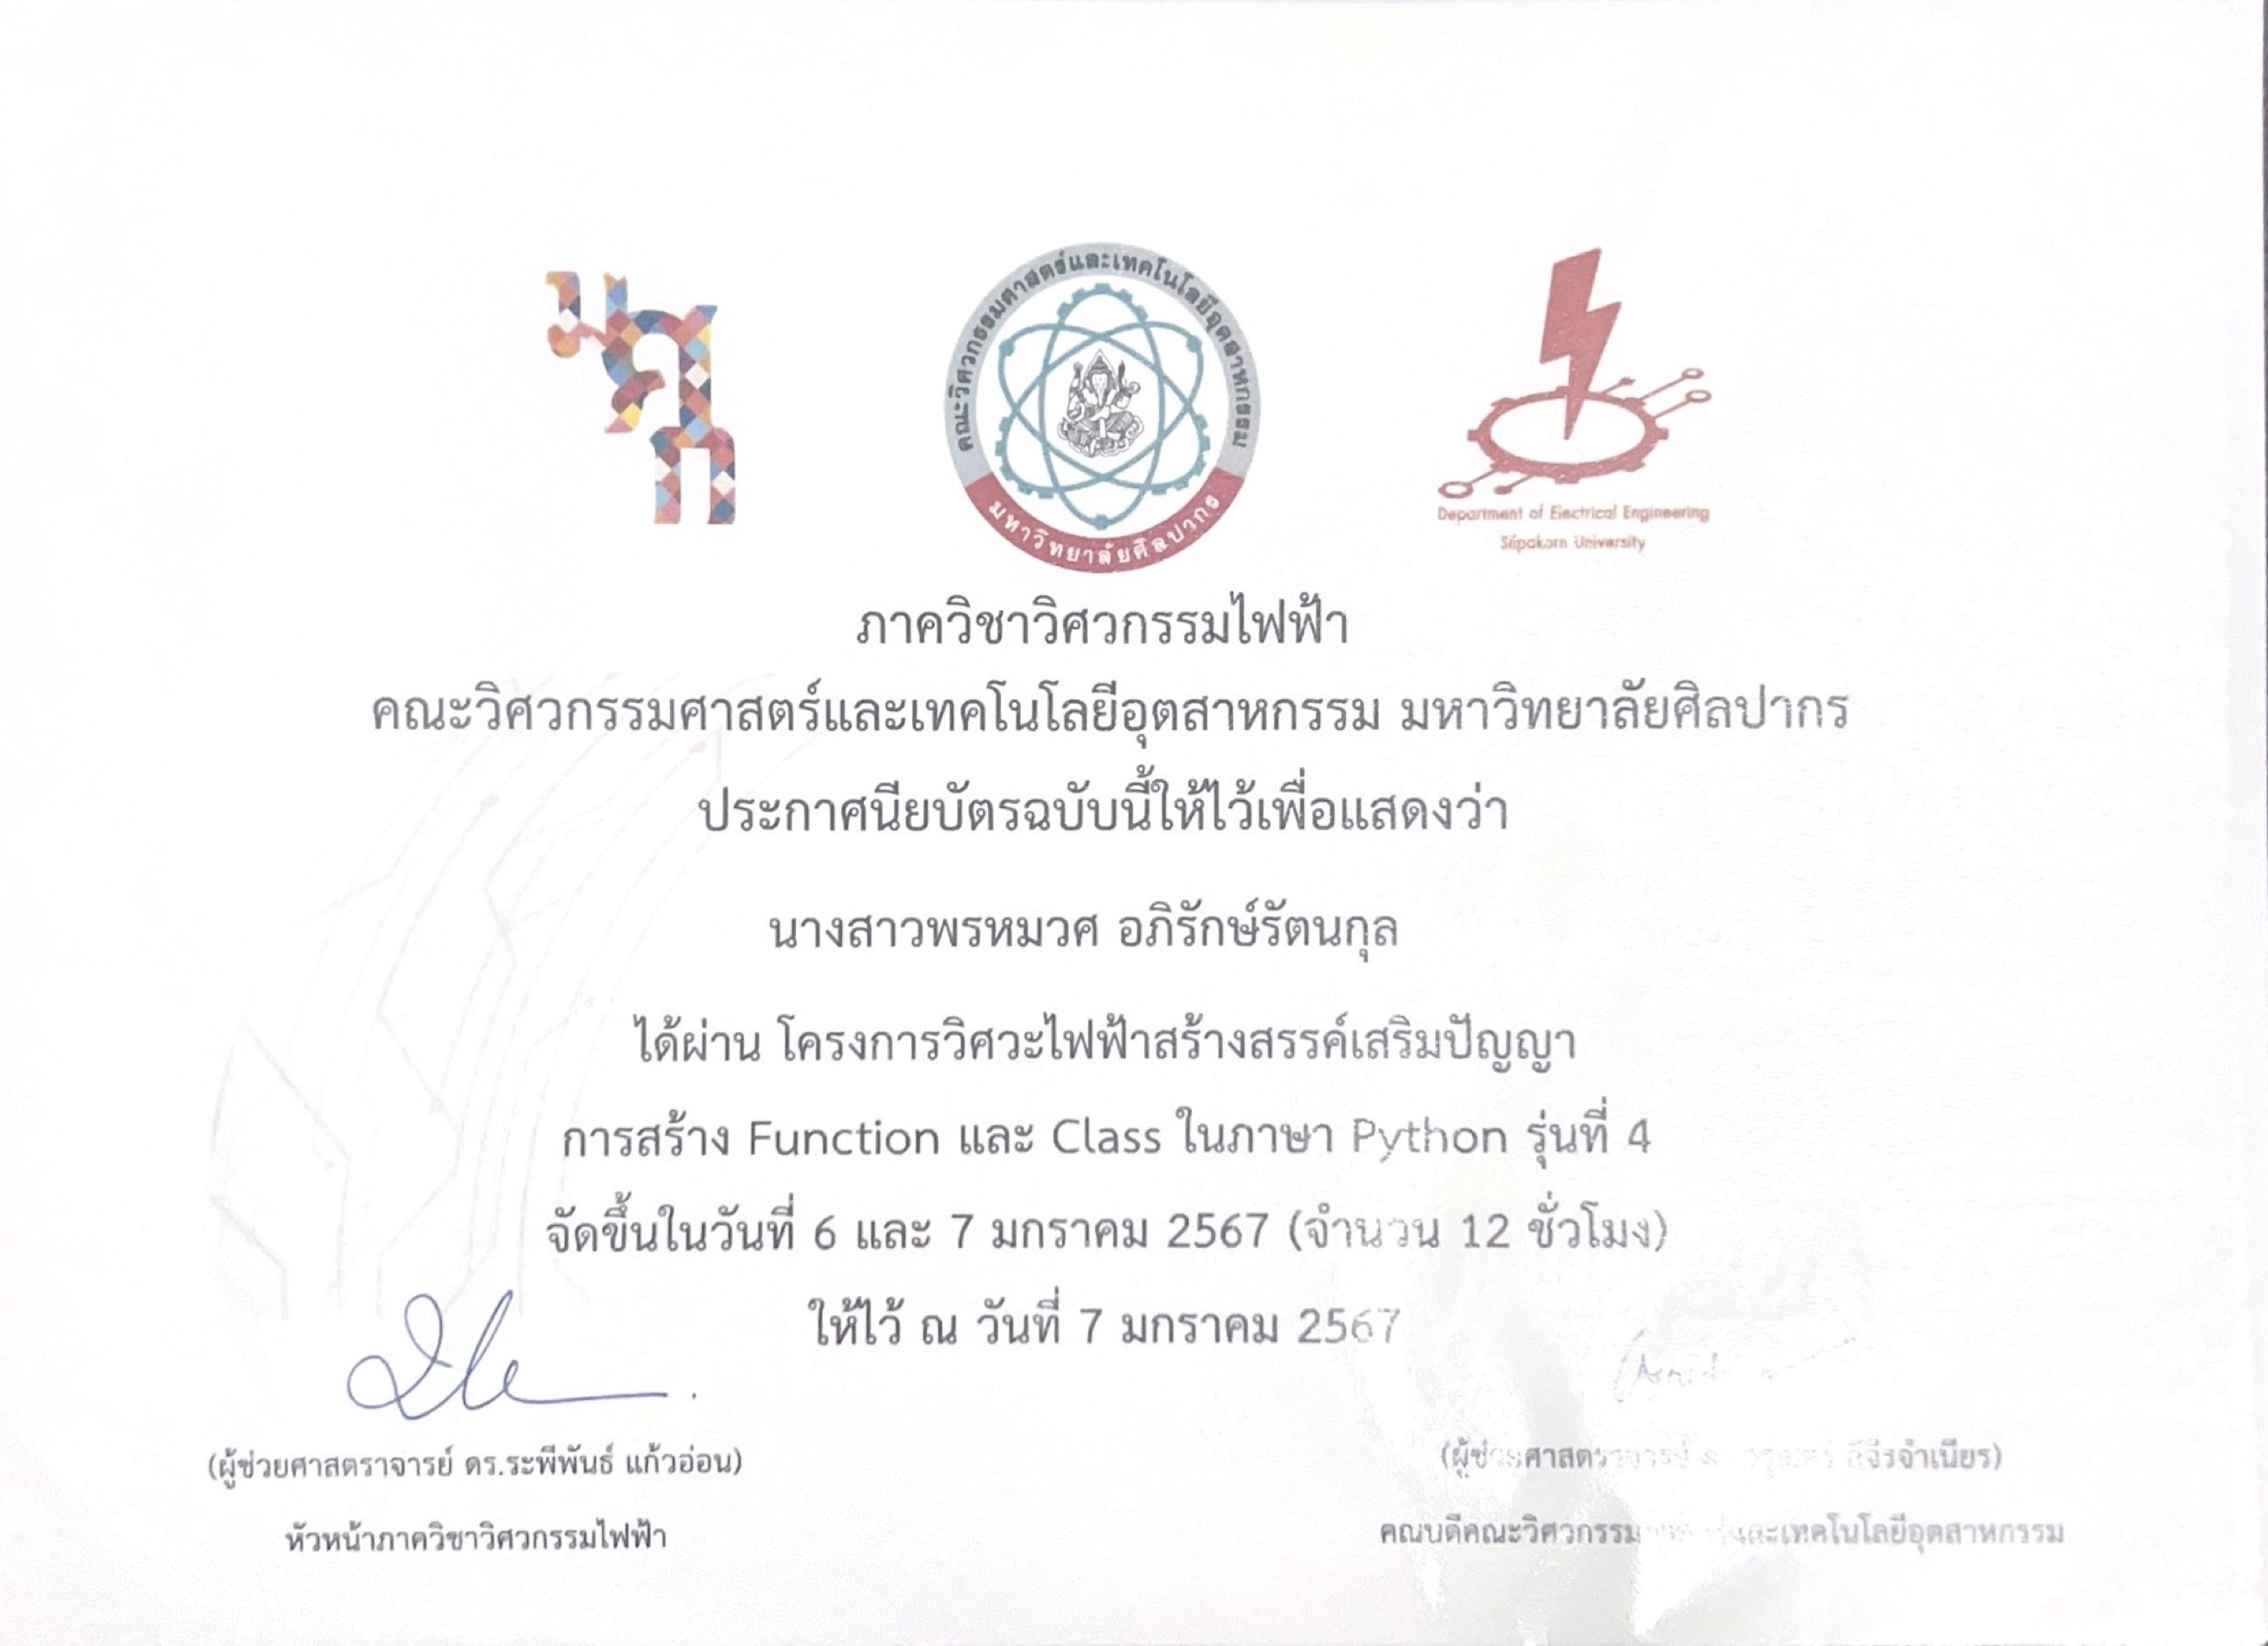 มศก
คณะวิศวกรรมศาสตร์และเทคโนโลยีอุตสาหกรรม
มหาวิทยาลัยศิลปากร
Department of Electrical Engineering
Silpakorn University
ภาควิชาวิศวกรรมไฟฟ้า
คณะวิศวกรรมศาสตร์และเทคโนโลยีอุตสาหกรรม มหาวิทยาลัยศิลปากร
ประกาศนียบัตรฉบับนี้ให้ไว้เพื่อแสดงว่า
นางสาวพรหมวศ อภิรักษ์รัตนกุล
ได้ผ่าน โครงการวิศวะไฟฟ้าสร้างสรรค์เสริมปัญญา
การสร้าง Function และ Class ในภาษา Python รุ่นที่ 4
จัดขึ้นในวันที่ 6 และ 7 มกราคม 2567 (จำนวน 12 ชั่วโมง)
ให้ไว้ ณ วันที่ 7 มกราคม 2567
(ผู้ช่วยศาสตราจารย์ ดร.ระพีพันธ์ แก้วอ่อน)
หัวหน้าภาควิชาวิศวกรรมไฟฟ้า
(ผู้ช่วยศาสตราจารย์ ลีจีรจำเนียร)
คณบดีคณะวิศวกรรมศาสตร์และเทคโนโลยีอุตสาหกรรม